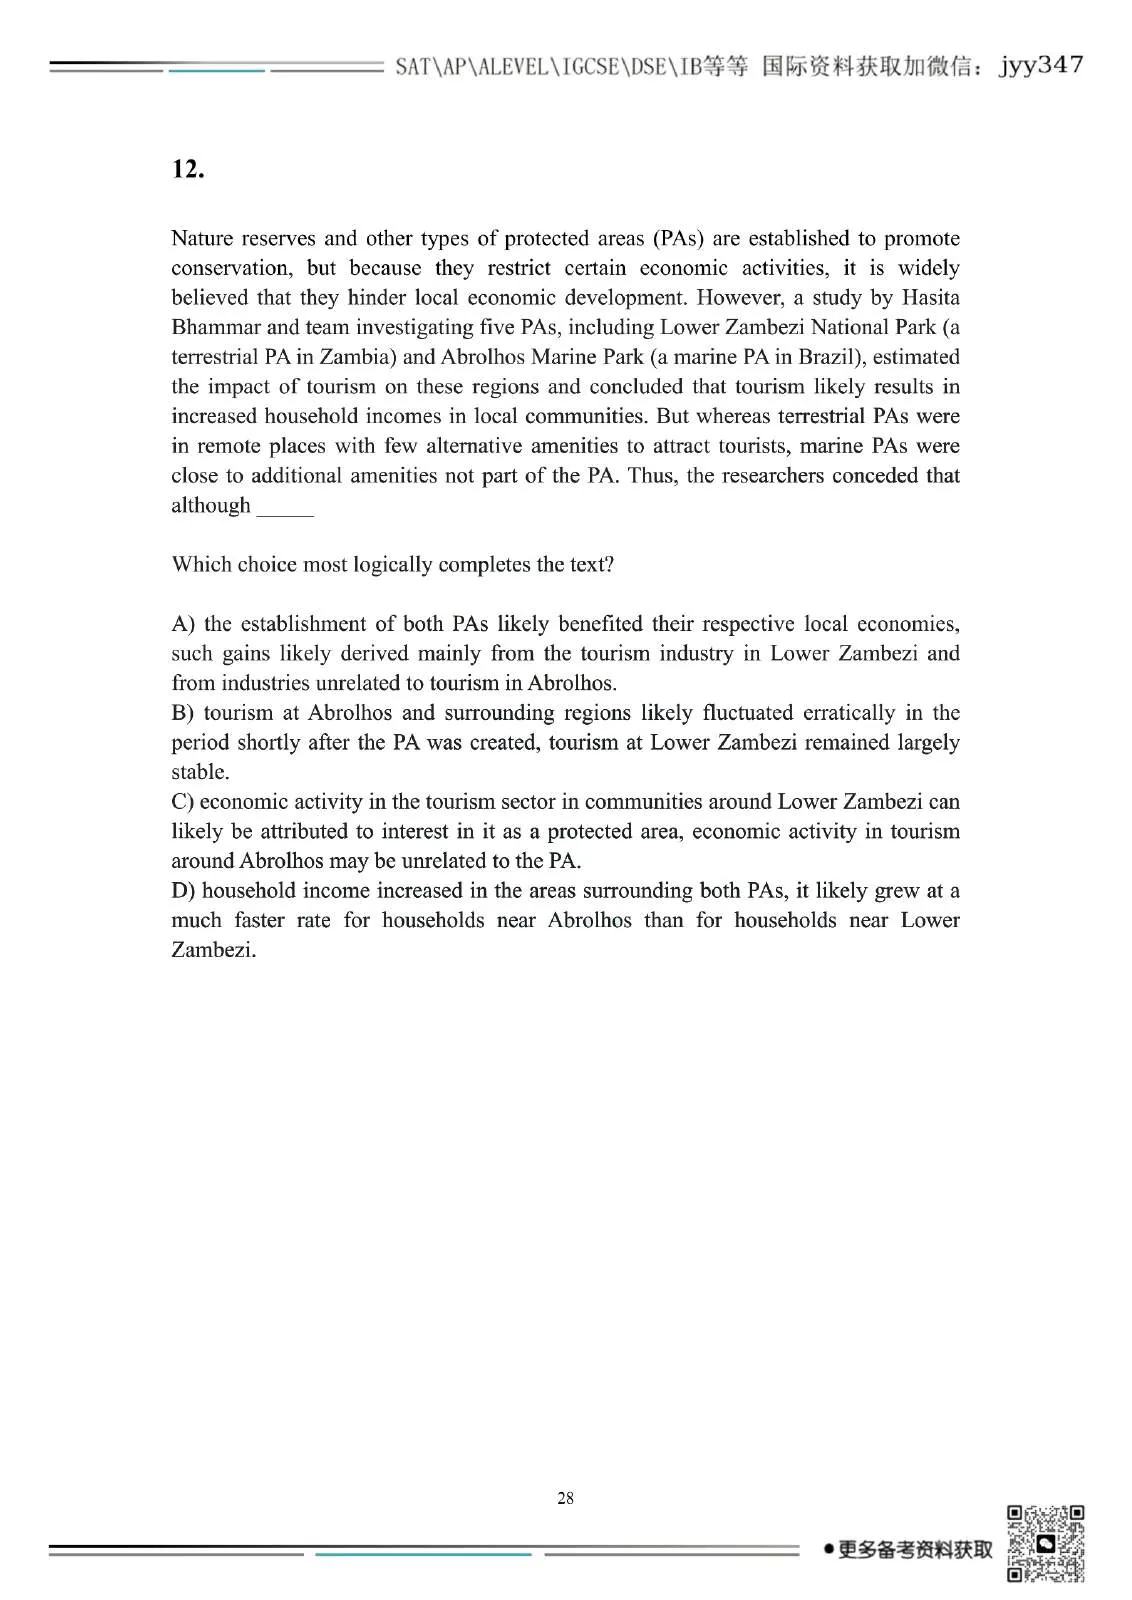 SAT\AP\ALEVEL\IGCSE\DSE\IB等等 国际资料获取加微信: jyy347
12.
Nature reserves and other types of protected areas (PAs) are established to promote
conservation, but because they restrict certain economic activities, it is widely
believed that they hinder local economic development. However, a study by Hasita
Bhammar and team investigating five PAs, including Lower Zambezi National Park (a
terrestrial PA in Zambia) and Abrolhos Marine Park (a marine PA in Brazil), estimated
the impact of tourism on these regions and concluded that tourism likely results in
increased household incomes in local communities. But whereas terrestrial PAs were
in remote places with few alternative amenities to attract tourists, marine PAs were
close to additional amenities not part of the PA. Thus, the researchers conceded that
although _____
Which choice most logically completes the text?
A) the establishment of both PAs likely benefited their respective local economies,
such gains likely derived mainly from the tourism industry in Lower Zambezi and
from industries unrelated to tourism in Abrolhos.
B) tourism at Abrolhos and surrounding regions likely fluctuated erratically in the
period shortly after the PA was created, tourism at Lower Zambezi remained largely
stable.
C) economic activity in the tourism sector in communities around Lower Zambezi can
likely be attributed to interest in it as a protected area, economic activity in tourism
around Abrolhos may be unrelated to the PA.
D) household income increased in the areas surrounding both PAs, it likely grew at a
much faster rate for households near Abrolhos than for households near Lower
Zambezi.
28
●更多备考资料获取